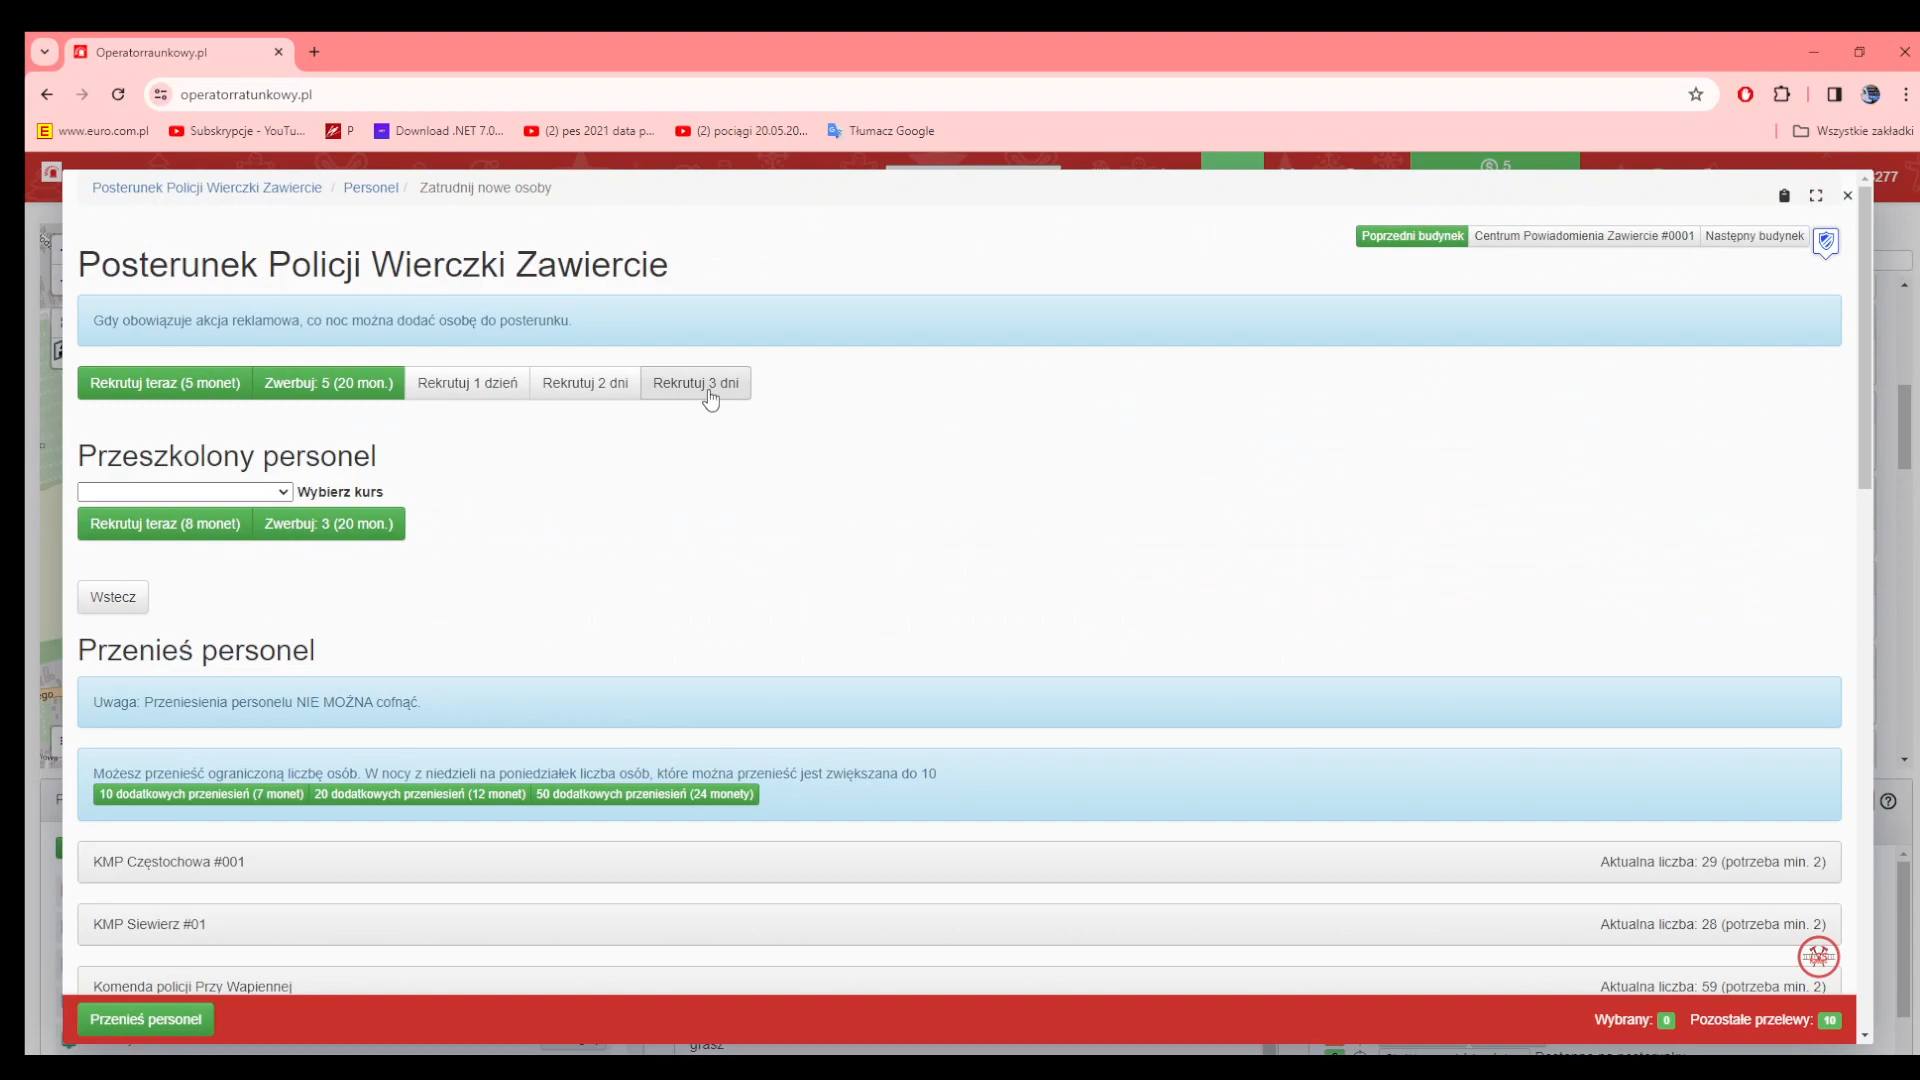 Operatorraunkowy.pl
operatorratunkowy.pl
www.euro.com.pl
Subskrypcje - YouTu...
P
Download .NET 7.0...
(2) pes 2021 data p...
(2) pociągi 20.05.20...
Tłumacz Google
Wszystkie zakładki
5
277
Posterunek Policji Wierczki Zawiercie / Personel / Zatrudnij nowe osoby
Poprzedni budynek Centrum Powiadomienia Zawiercie #0001 Następny budynek
Posterunek Policji Wierczki Zawiercie
Gdy obowiązuje akcja reklamowa, co noc można dodać osobę do posterunku.
Rekrutuj teraz (5 monet) Zwerbuj: 5 (20 mon.) Rekrutuj 1 dzień Rekrutuj 2 dni Rekrutuj 3 dni
Przeszkolony personel
Wybierz kurs
Rekrutuj teraz (8 monet) Zwerbuj: 3 (20 mon.)
Wstecz
Przenieś personel
Uwaga: Przeniesienia personelu NIE MOŻNA cofnąć.
Możesz przenieść ograniczoną liczbę osób. W nocy z niedzieli na poniedziałek liczba osób, które można przenieść jest zwiększana do 10
10 dodatkowych przeniesień (7 monet) 20 dodatkowych przeniesień (12 monet) 50 dodatkowych przeniesień (24 monety)
KMP Częstochowa #001 Aktualna liczba: 29 (potrzeba min. 2)
KMP Siewierz #01 Aktualna liczba: 28 (potrzeba min. 2)
Komenda policji Przy Wapiennej Aktualna liczba: 59 (potrzeba min. 2)
Przenieś personel Wybrany: 0 Pozostałe przelewy: 10
grasz